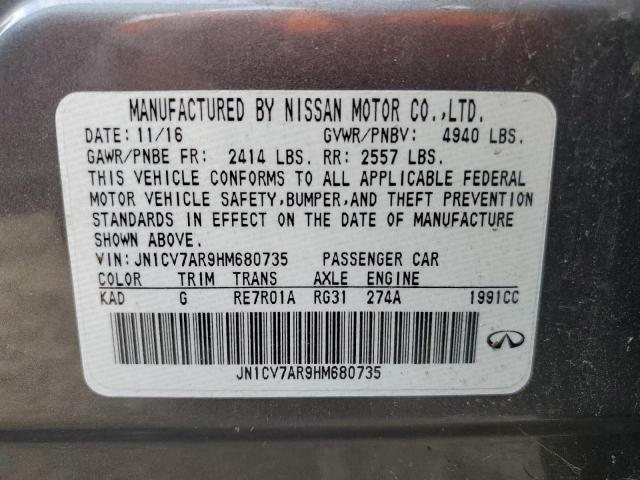 MANUFACTURED BY NISSAN MOTOR CO.,LTD.
DATE: 11/16 GVWR/PNBV: 4940 LBS.
GAWR/PNBE FR: 2414 LBS. RR: 2557 LBS.
THIS VEHICLE CONFORMS TO ALL APPLICABLE FEDERAL
MOTOR VEHICLE SAFETY,BUMPER,AND THEFT PREVENTION
STANDARDS IN EFFECT ON THE DATE OF MANUFACTURE
SHOWN ABOVE.
VIN: JN1CV7AR9HM680735 PASSENGER CAR
COLOR TRIM TRANS AXLE ENGINE
KAD G RE7R01A RG31 274A 1991CC
JN1CV7AR9HM680735